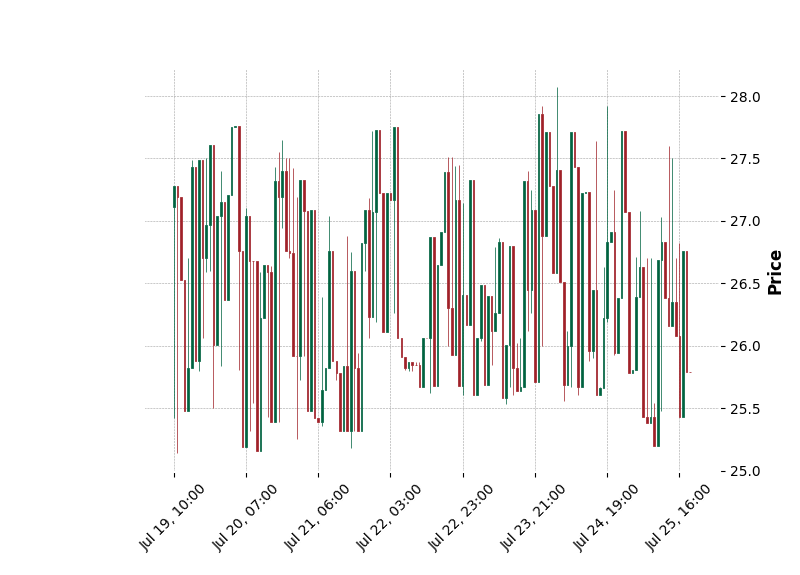 28.0
27.5
27.0
26.5
26.0
25.5
25.0
Price
Jul 19, 10:00
Jul 20, 07:00
Jul 21, 06:00
Jul 22, 03:00
Jul 22, 23:00
Jul 23, 21:00
Jul 24, 19:00
Jul 25, 16:00